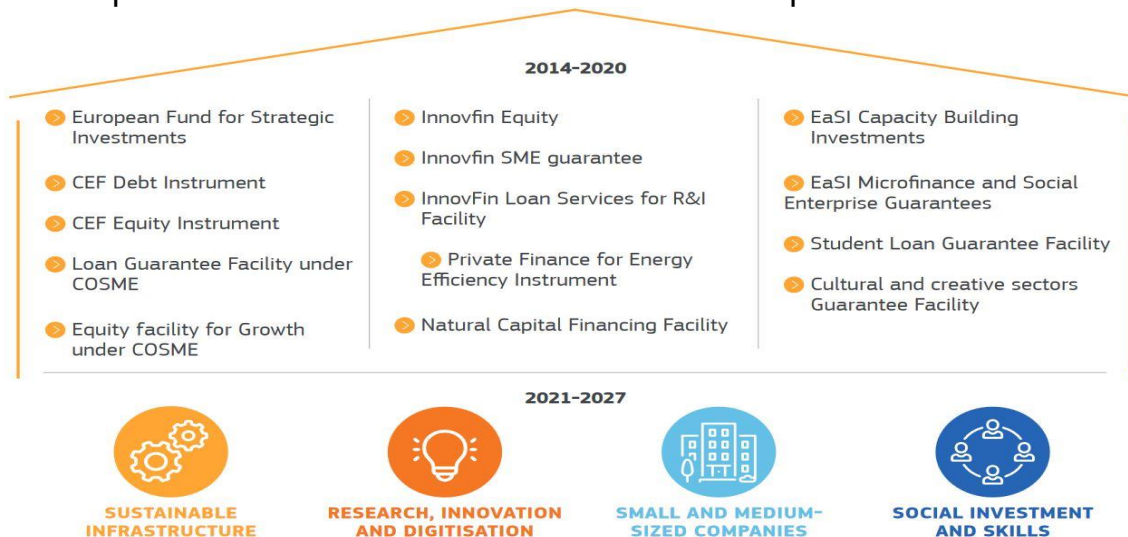 2014-2020
European Fund for Strategic
Investments
CEF Debt Instrument
CEF Equity Instrument
Loan Guarantee Facility under
COSME
Equity facility for Growth
under COSME
Innovfin Equity
Innovfin SME guarantee
InnovFin Loan Services for R&I
Facility
Private Finance for Energy
Efficiency Instrument
Natural Capital Financing Facility
EaSI Capacity Building
Investments
EaSI Microfinance and Social
Enterprise Guarantees
Student Loan Guarantee Facility
Cultural and creative sectors
Guarantee Facility
2021-2027
SUSTAINABLE
INFRASTRUCTURE
RESEARCH, INNOVATION
AND DIGITISATION
SMALL AND MEDIUM-
SIZED COMPANIES
SOCIAL INVESTMENT
AND SKILLS